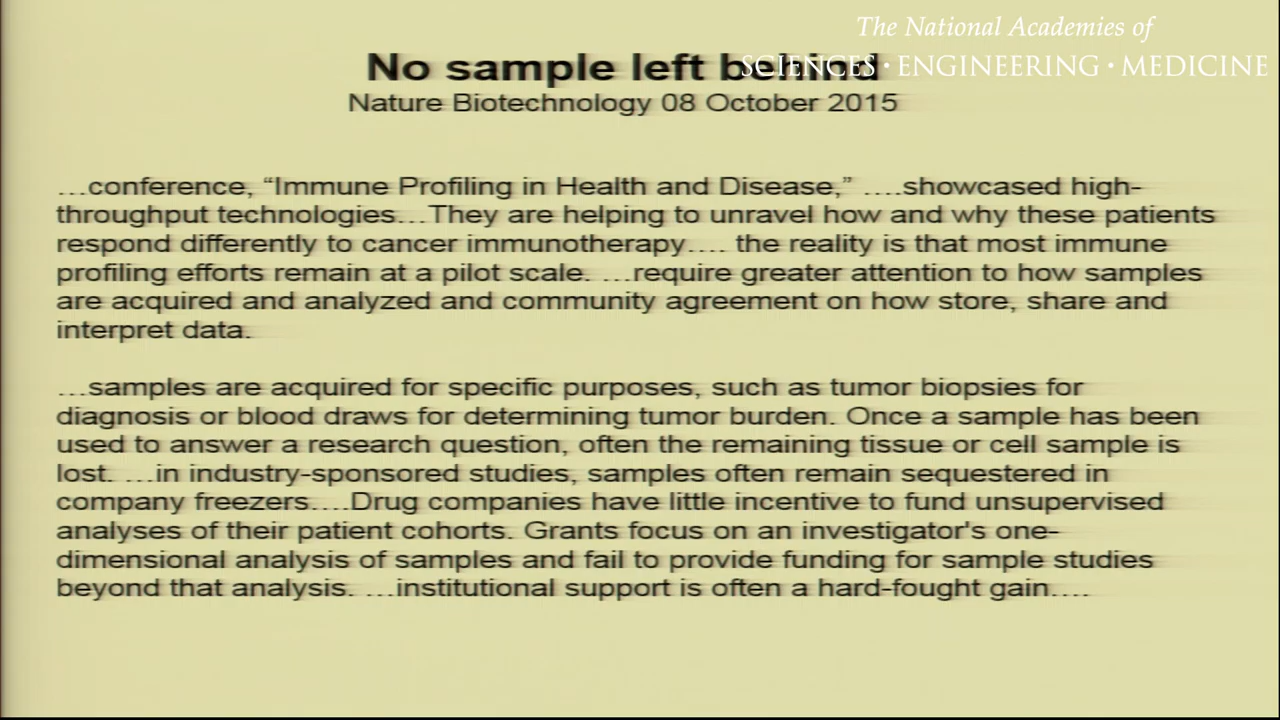 The National Academies of
SCIENCES · ENGINEERING · MEDICINE
No sample left behind
Nature Biotechnology 08 October 2015
…conference, “Immune Profiling in Health and Disease,” ….showcased high-
throughput technologies…They are helping to unravel how and why these patients
respond differently to cancer immunotherapy…. the reality is that most immune
profiling efforts remain at a pilot scale. …require greater attention to how samples
are acquired and analyzed and community agreement on how store, share and
interpret data.
…samples are acquired for specific purposes, such as tumor biopsies for
diagnosis or blood draws for determining tumor burden. Once a sample has been
used to answer a research question, often the remaining tissue or cell sample is
lost. …in industry-sponsored studies, samples often remain sequestered in
company freezers….Drug companies have little incentive to fund unsupervised
analyses of their patient cohorts. Grants focus on an investigator's one-
dimensional analysis of samples and fail to provide funding for sample studies
beyond that analysis. …institutional support is often a hard-fought gain….